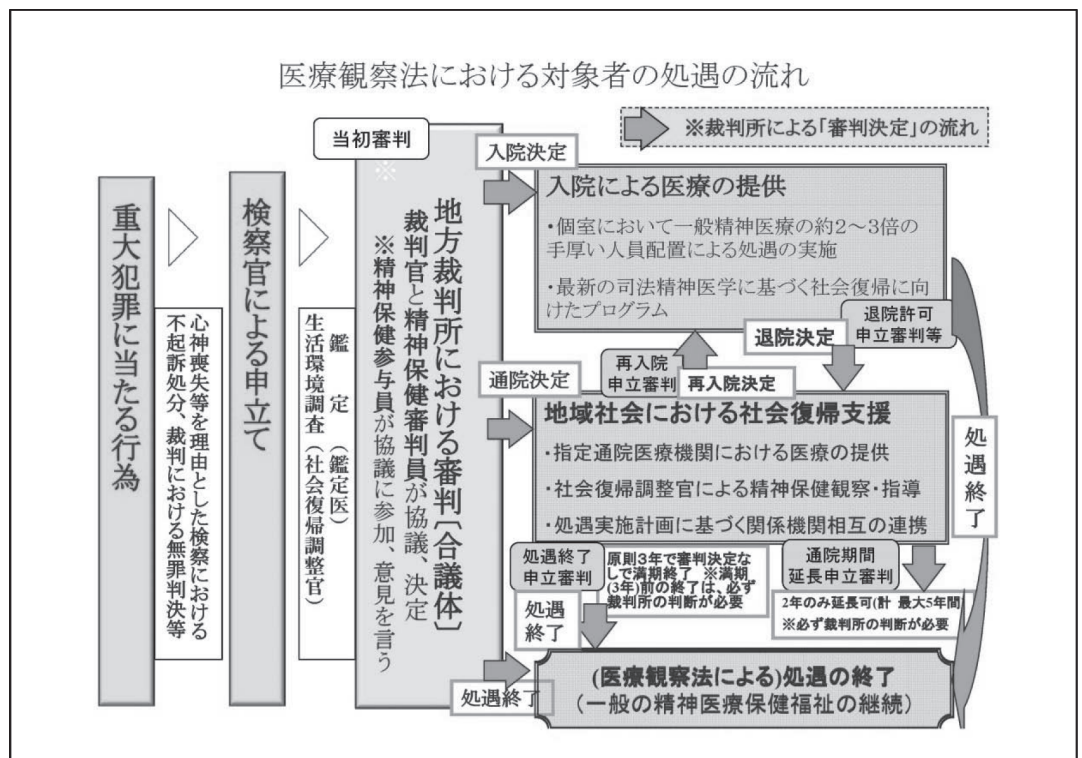 医療観察法における対象者の処遇の流れ
※裁判所による「審判決定」の流れ
重大犯罪に当たる行為
心神喪失等を理由とした検察における
不起訴処分、裁判における無罪判決等
検察官による申立て
鑑 定 （鑑定医）
生活環境調査（社会復帰調整官）
当初審判
※
地方裁判所における審判〔合議体〕
裁判官と精神保健審判員が協議、決定
※精神保健参与員が協議に参加、意見を言う
入院決定
入院による医療の提供
・個室において一般精神医療の約2～3倍の
手厚い人員配置による処遇の実施
・最新の司法精神医学に基づく社会復帰に向
けたプログラム
退院許可
申立審判等
退院決定
再入院
申立審判
再入院決定
通院決定
地域社会における社会復帰支援
・指定通院医療機関における医療の提供
・社会復帰調整官による精神保健観察・指導
・処遇実施計画に基づく関係機関相互の連携
処遇終了
処遇終了
申立審判
原則3年で審判決定な
しで満期終了 ※満期
(3年)前の終了は、必ず
裁判所の判断が必要
処遇
終了
通院期間
延長申立審判
2年のみ延長可(計 最大5年間)
※必ず裁判所の判断が必要
処遇終了
(医療観察法による)処遇の終了
（一般の精神医療保健福祉の継続）